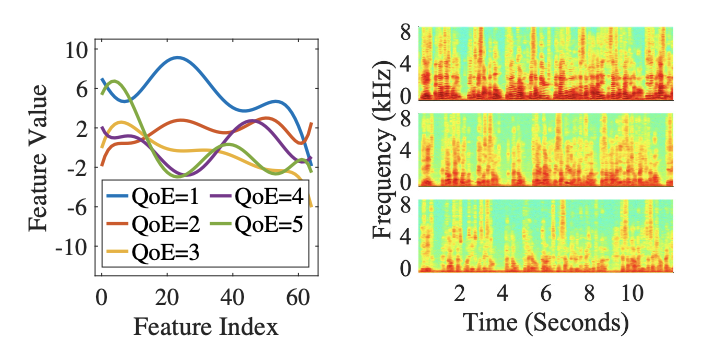 10
6
2
-2
-6
-10
Feature Value
QoE=1
QoE=2
QoE=3
QoE=4
QoE=5
0
20
40
60
Feature Index
8
4
0
8
4
0
8
4
0
Frequency (kHz)
2
4
6
8
10
Time (Seconds)